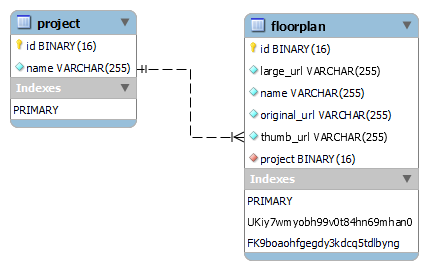 project
id BINARY(16)
name VARCHAR(255)
Indexes
PRIMARY
floorplan
id BINARY(16)
large_url VARCHAR(255)
name VARCHAR(255)
original_url VARCHAR(255)
thumb_url VARCHAR(255)
project BINARY(16)
Indexes
PRIMARY
UKiy7wmyobh99v0t84hn69mhan0
FK9boaohfgegdy3kdcq5tdlbyng